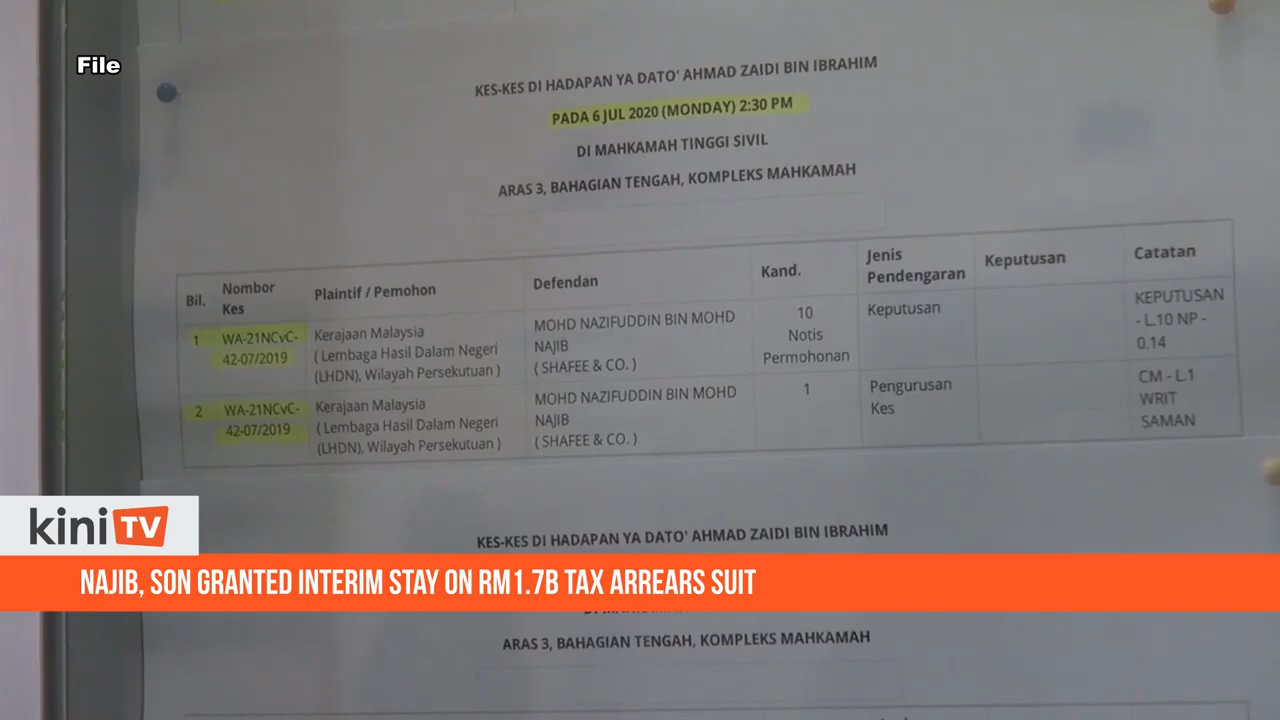 File
KES-KES DI HADAPAN YA DATO' AHMAD ZAIDI BIN IBRAHIM
PADA 6 JUL 2020 (MONDAY) 2:30 PM
DI MAHKAMAH TINGGI SIVIL
ARAS 3, BAHAGIAN TENGAH, KOMPLEKS MAHKAMAH
Bil.
Nombor
Kes
Plaintif / Pemohon
Defendan
Kand.
Jenis
Pendengaran
Keputusan
Catatan
1
WA-21NCvC-
42-07/2019
Kerajaan Malaysia
( Lembaga Hasil Dalam Negeri
(LHDN), Wilayah Persekutuan )
MOHD NAZIFUDDIN BIN MOHD
NAJIB
( SHAFEE & CO. )
10
Notis
Permohonan
Keputusan
KEPUTUSAN
- L.10 NP -
0.14
2
WA-21NCvC-
42-07/2019
Kerajaan Malaysia
( Lembaga Hasil Dalam Negeri
(LHDN), Wilayah Persekutuan )
MOHD NAZIFUDDIN BIN MOHD
NAJIB
( SHAFEE & CO. )
1
Pengurusan
Kes
CM - L.1
WRIT
SAMAN
KES-KES DI HADAPAN YA DATO' AHMAD ZAIDI BIN IBRAHIM
kini TV
NAJIB, SON GRANTED INTERIM STAY ON RM1.7B TAX ARREARS SUIT
ARAS 3, BAHAGIAN TENGAH, KOMPLEKS MAHKAMAH